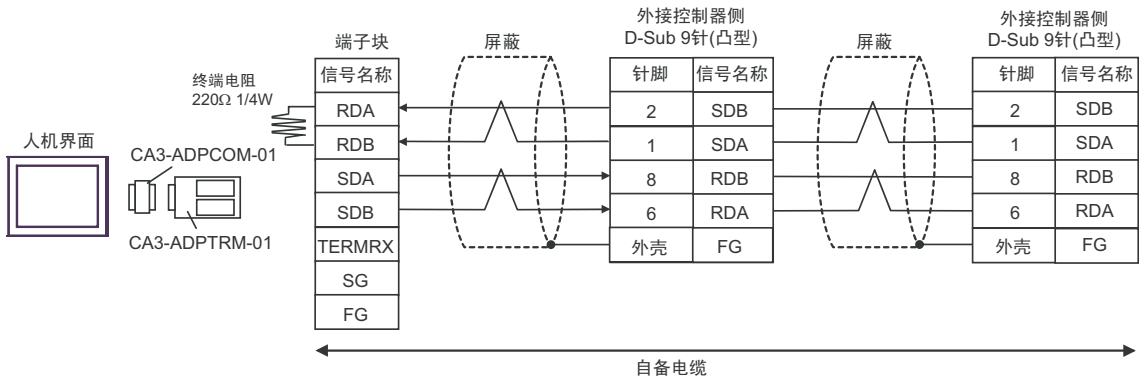 外接控制器侧
D-Sub 9针(凸型)
外接控制器侧
D-Sub 9针(凸型)
端子块
屏蔽
屏蔽
终端电阻
220Ω 1/4W
信号名称
针脚 信号名称
针脚 信号名称
RDA
2 SDB
2 SDB
RDB
1 SDA
1 SDA
人机界面
CA3-ADPCOM-01
SDA
8 RDB
8 RDB
SDB
6 RDA
6 RDA
CA3-ADPTRM-01
TERMRX
外壳 FG
外壳 FG
SG
FG
自备电缆